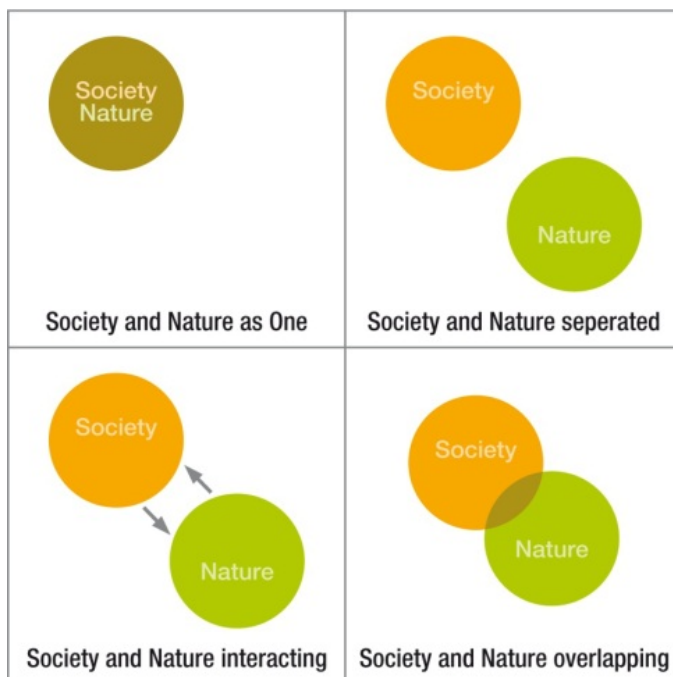 Society
Nature
Society and Nature as One
Society
Nature
Society and Nature seperated
Society
Nature
Society and Nature interacting
Society
Nature
Society and Nature overlapping